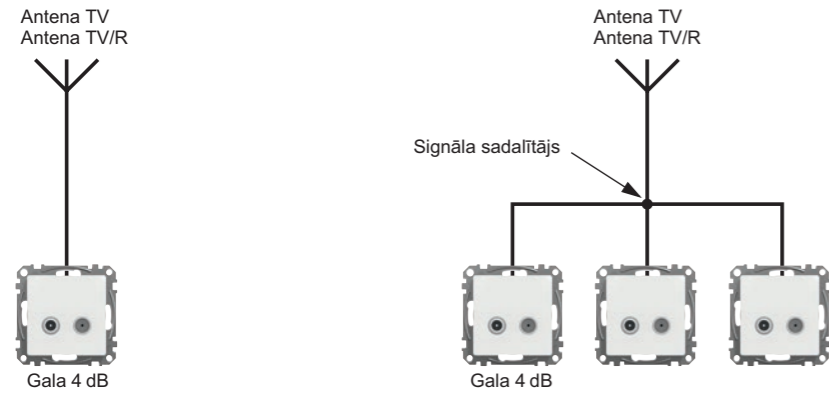 Antena TV
Antena TV/R
Gala 4 dB
Antena TV
Antena TV/R
Signāla sadalītājs
Gala 4 dB